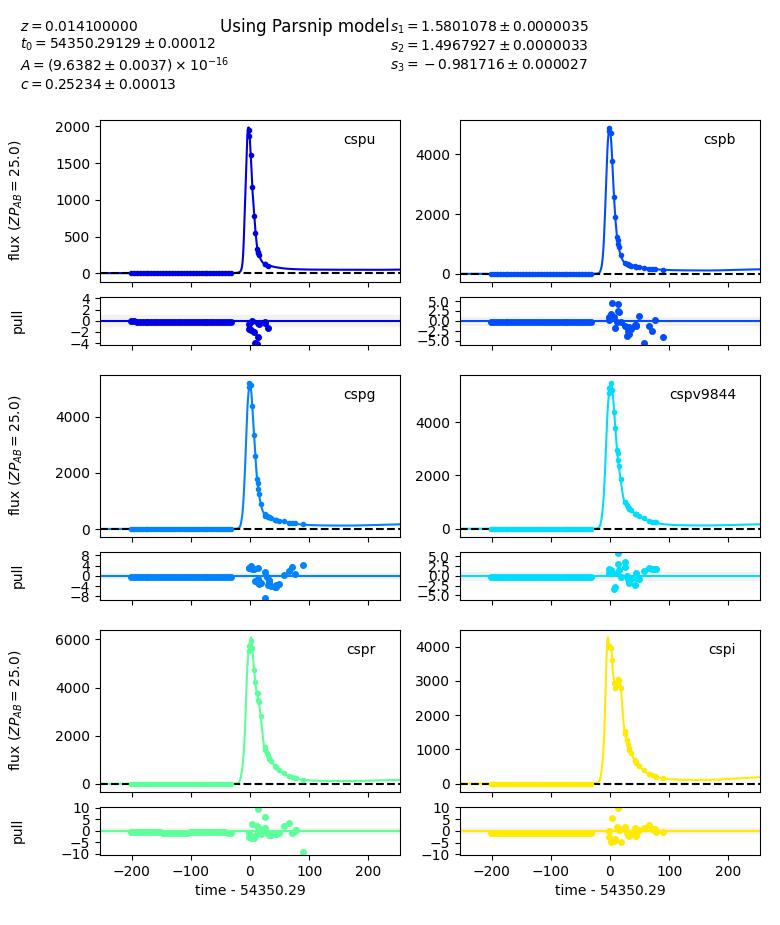 Using Parsnip model
z = 0.014100000
t₀ = 54350.29129 ± 0.00012
A = (9.6382 ± 0.0037) × 10⁻¹⁶
c = 0.25234 ± 0.00013
s₁ = 1.5801078 ± 0.0000035
s₂ = 1.4967927 ± 0.0000033
s₃ = −0.981716 ± 0.000027
flux (ZP_AB = 25.0)
2000
1500
1000
500
0
cspu
4000
2000
0
cspb
pull
4
2
0
−2
−4
5.0
2.5
0.0
−2.5
−5.0
flux (ZP_AB = 25.0)
4000
2000
0
cspg
4000
2000
0
cspv9844
pull
8
4
0
−4
−8
5.0
2.5
0.0
−2.5
−5.0
flux (ZP_AB = 25.0)
6000
4000
2000
0
cspr
4000
3000
2000
1000
0
cspi
pull
10
5
0
−5
−10
10
5
0
−5
−10
−200 −100 0 100 200
−200 −100 0 100 200
time - 54350.29
time - 54350.29